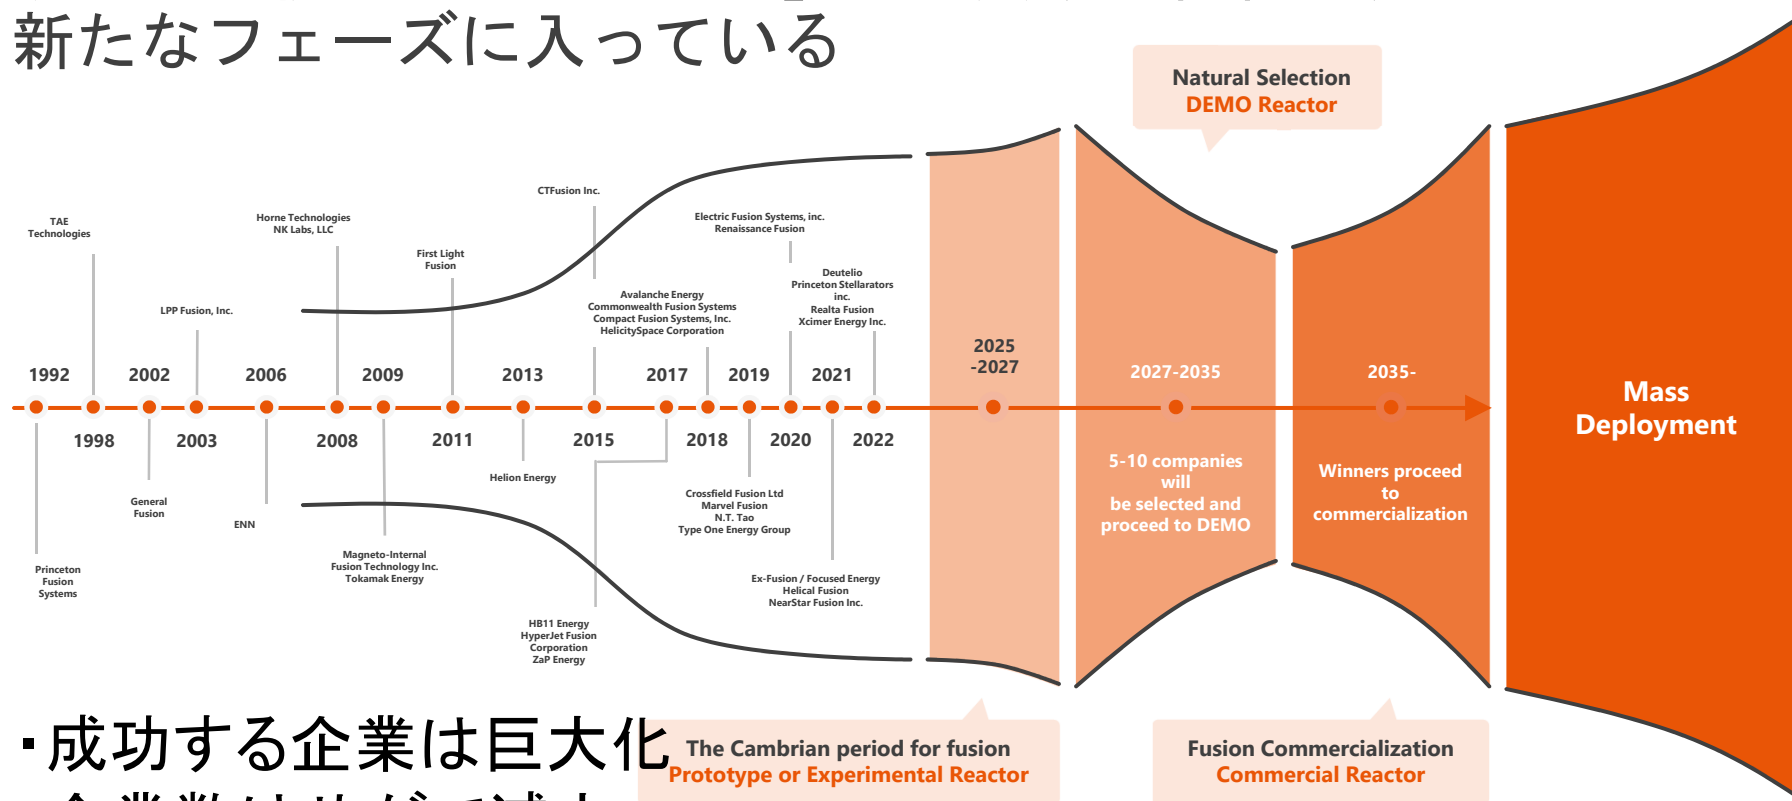 新たなフェーズに入っている
Natural Selection
DEMO Reactor
CTFusion Inc.
TAE
Technologies
Horne Technologies
NK Labs, LLC
Electric Fusion Systems, inc.
Renaissance Fusion
First Light
Fusion
Deutelio
Princeton Stellarators
inc.
Realta Fusion
Xcimer Energy Inc.
LPP Fusion, Inc.
Avalanche Energy
Commonwealth Fusion Systems
Compact Fusion Systems, Inc.
HelicitySpace Corporation
1992
2002
2006
2009
2013
2017
2019
2021
2025
-2027
2027-2035
2035-
1998
2003
2008
2011
2015
2018
2020
2022
Mass
Deployment
5-10 companies
will
be selected and
proceed to DEMO
Winners proceed
to
commercialization
Helion Energy
General
Fusion
ENN
Crossfield Fusion Ltd
Marvel Fusion
N.T. Tao
Type One Energy Group
Magneto-Internal
Fusion Technology Inc.
Tokamak Energy
Princeton
Fusion
Systems
Ex-Fusion / Focused Energy
Helical Fusion
NearStar Fusion Inc.
HB11 Energy
HyperJet Fusion
Corporation
ZaP Energy
・成功する企業は巨大化
The Cambrian period for fusion
Prototype or Experimental Reactor
Fusion Commercialization
Commercial Reactor